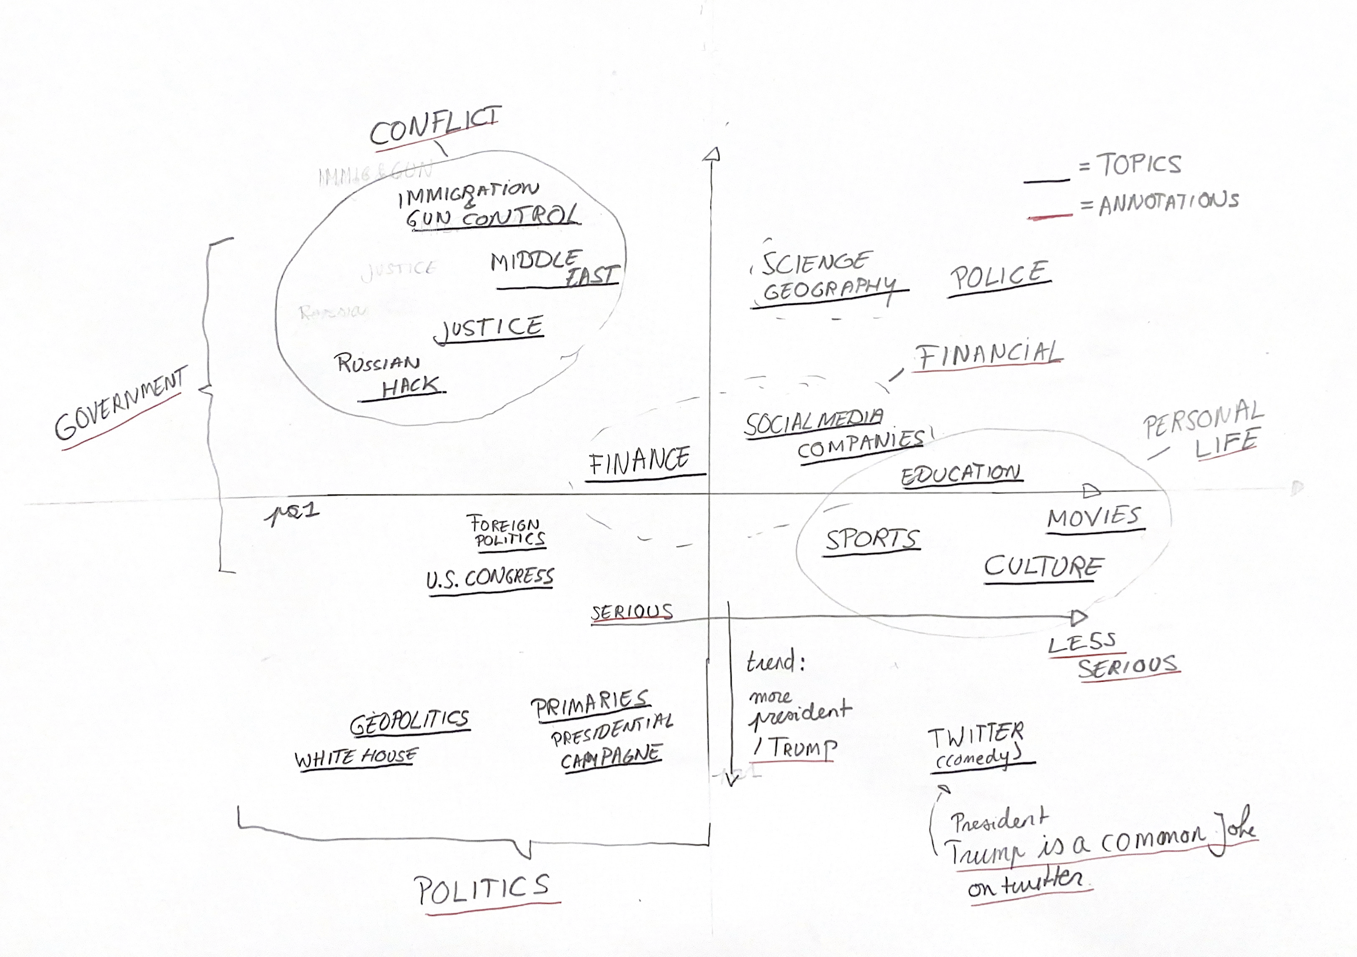 CONFLICT
IMMIG & GUN
IMMIGRATION
&
GUN CONTROL
JUSTICE
MIDDLE
EAST
JUSTICE
RUSSIAN
HACK
GOVERNMENT
= TOPICS
= ANNOTATIONS
SCIENCE
GEOGRAPHY
POLICE
FINANCIAL
SOCIAL MEDIA
COMPANIES
PERSONAL
LIFE
FINANCE
EDUCATION
MOVIES
SPORTS
CULTURE
FOREIGN
POLITICS
U.S. CONGRESS
SERIOUS
LESS
SERIOUS
trend:
more
president
/ TRUMP
GEOPOLITICS
WHITE HOUSE
PRIMARIES
PRESIDENTIAL
CAMPAGNE
TWITTER
(comedy)
President
Trump is a common Joke
on twitter.
POLITICS